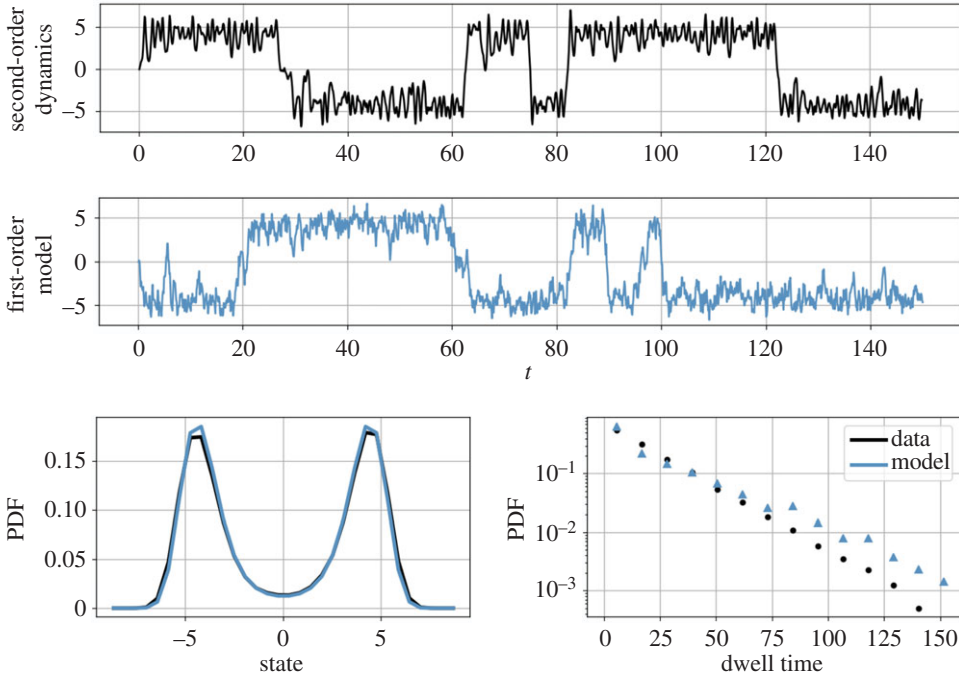 second-order
dynamics
5
0
−5
0 20 40 60 80 100 120 140
first-order
model
5
0
−5
0 20 40 60 80 100 120 140
t
PDF
0.15
0.10
0.05
0
−5 0 5
state
PDF
10−1
10−2
10−3
data
model
0 25 50 75 100 125 150
dwell time